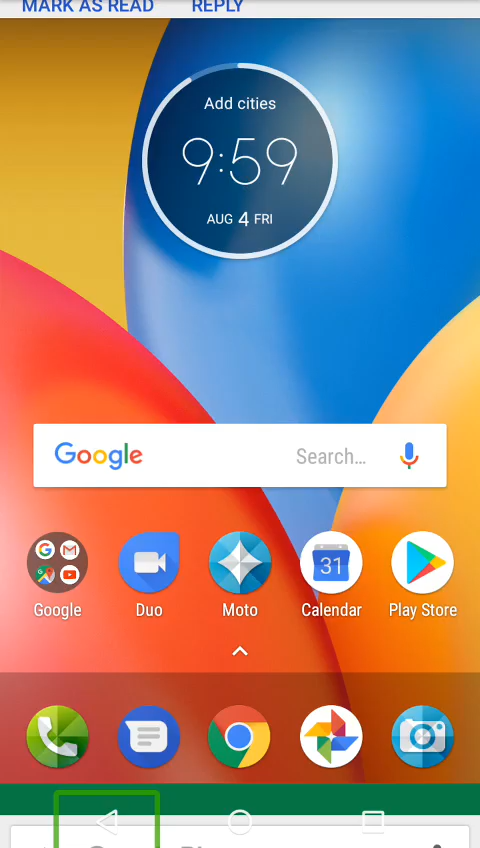 MARK AS READ REPLY
Add cities
9:59
AUG 4 FRI
Google Search...
31
Google Duo Moto Calendar Play Store